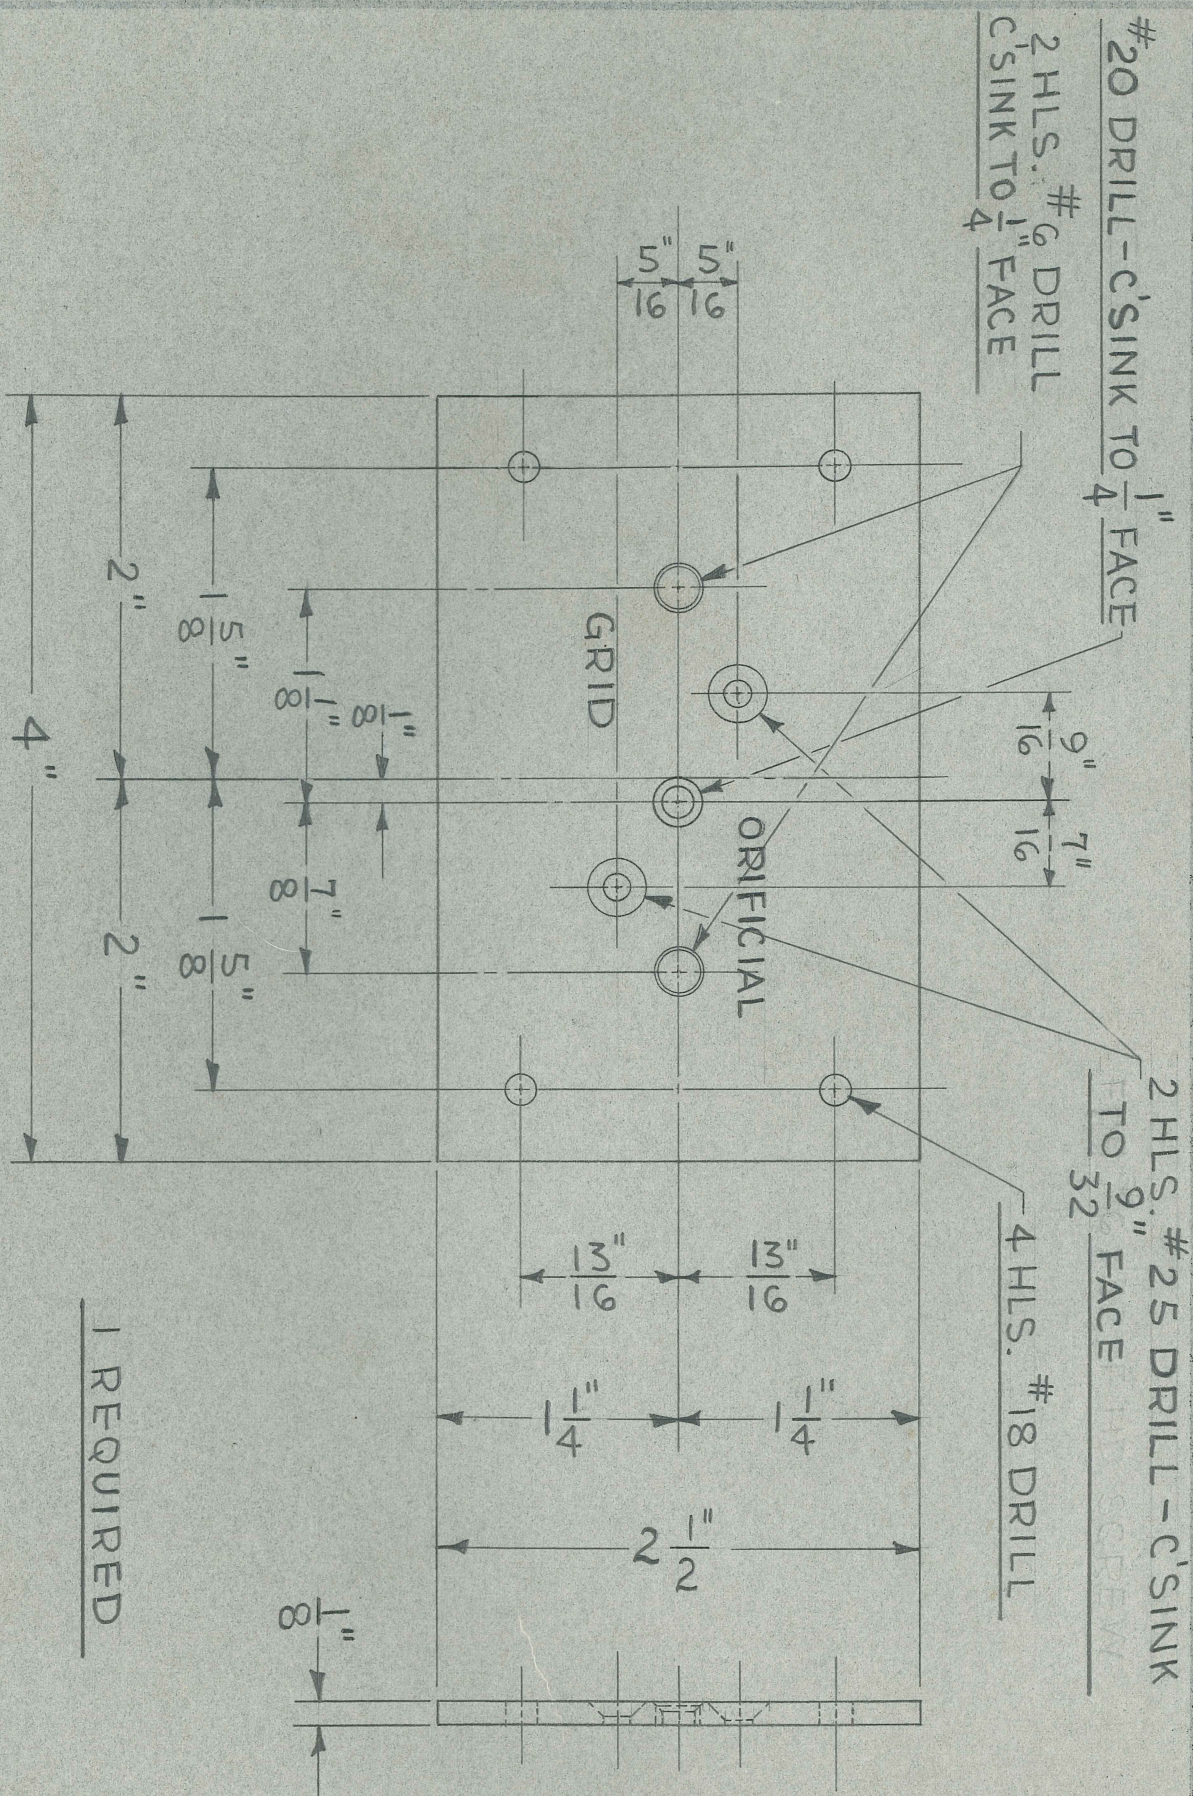 #20 DRILL-C'SINK TO 1/4" FACE
2 HLS. #6 DRILL
C'SINK TO 1/4" FACE
2 HLS. #25 DRILL-C'SINK
TO 9/32" FACE
4 HLS. #18 DRILL
9/16"
7/16"
5/16"
5/16"
ORIFICIAL
GRID
13/16"
13/16"
1 1/4"
1 1/4"
2 1/2"
1/8"
1 1/8"
7/8"
1 5/8"
1 5/8"
2"
2"
4"
1/8"
1 REQUIRED